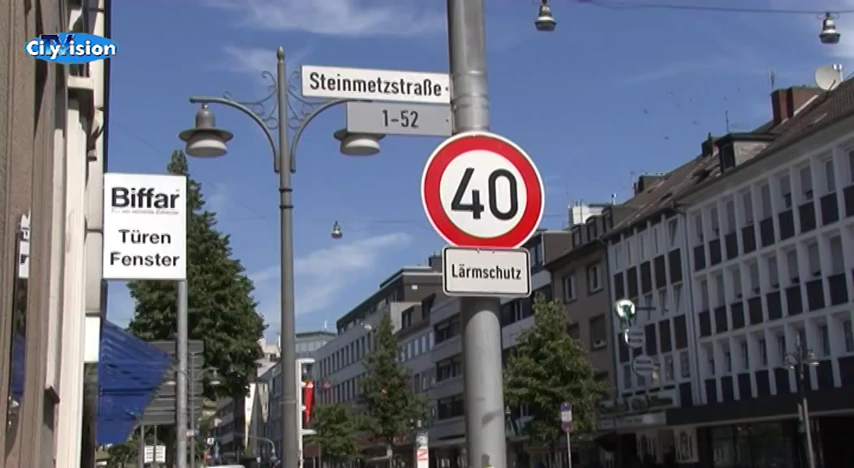 Cityvision
Steinmetzstraße
1-52
40
Lärmschutz
Biffar
Türen
Fenster